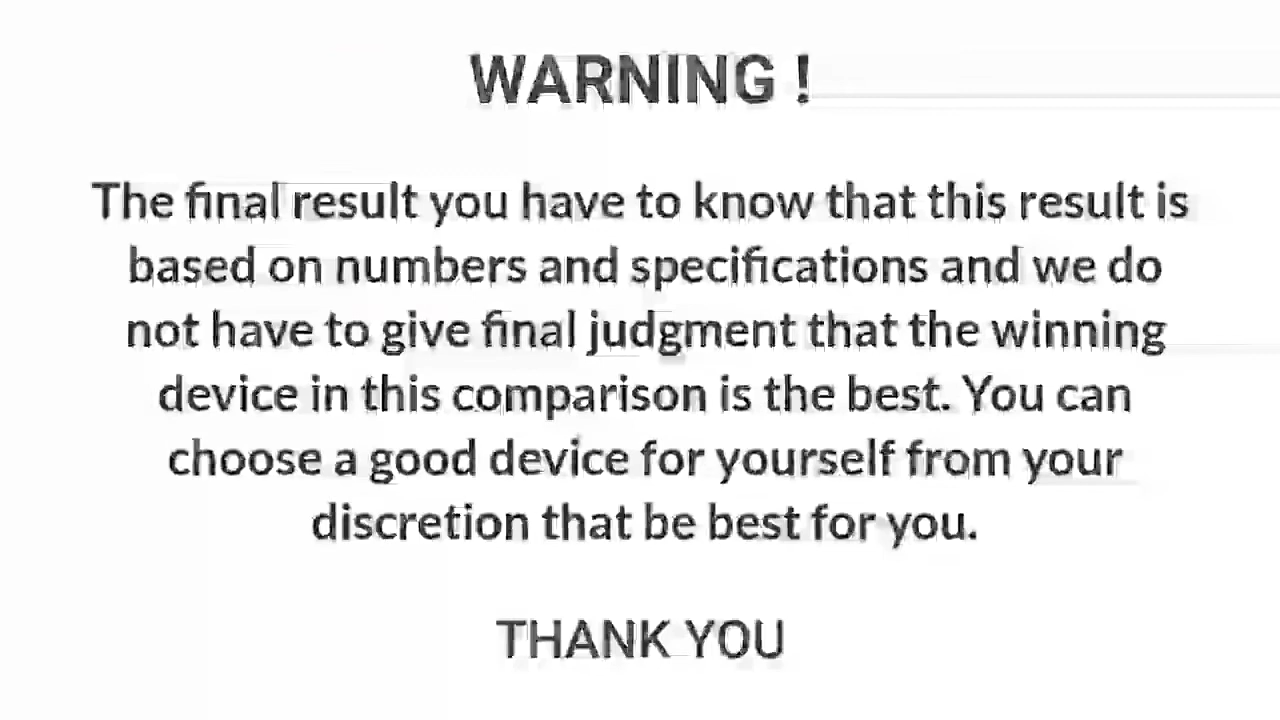 WARNING !
The final result you have to know that this result is
based on numbers and specifications and we do
not have to give final judgment that the winning
device in this comparison is the best. You can
choose a good device for yourself from your
discretion that be best for you.
THANK YOU